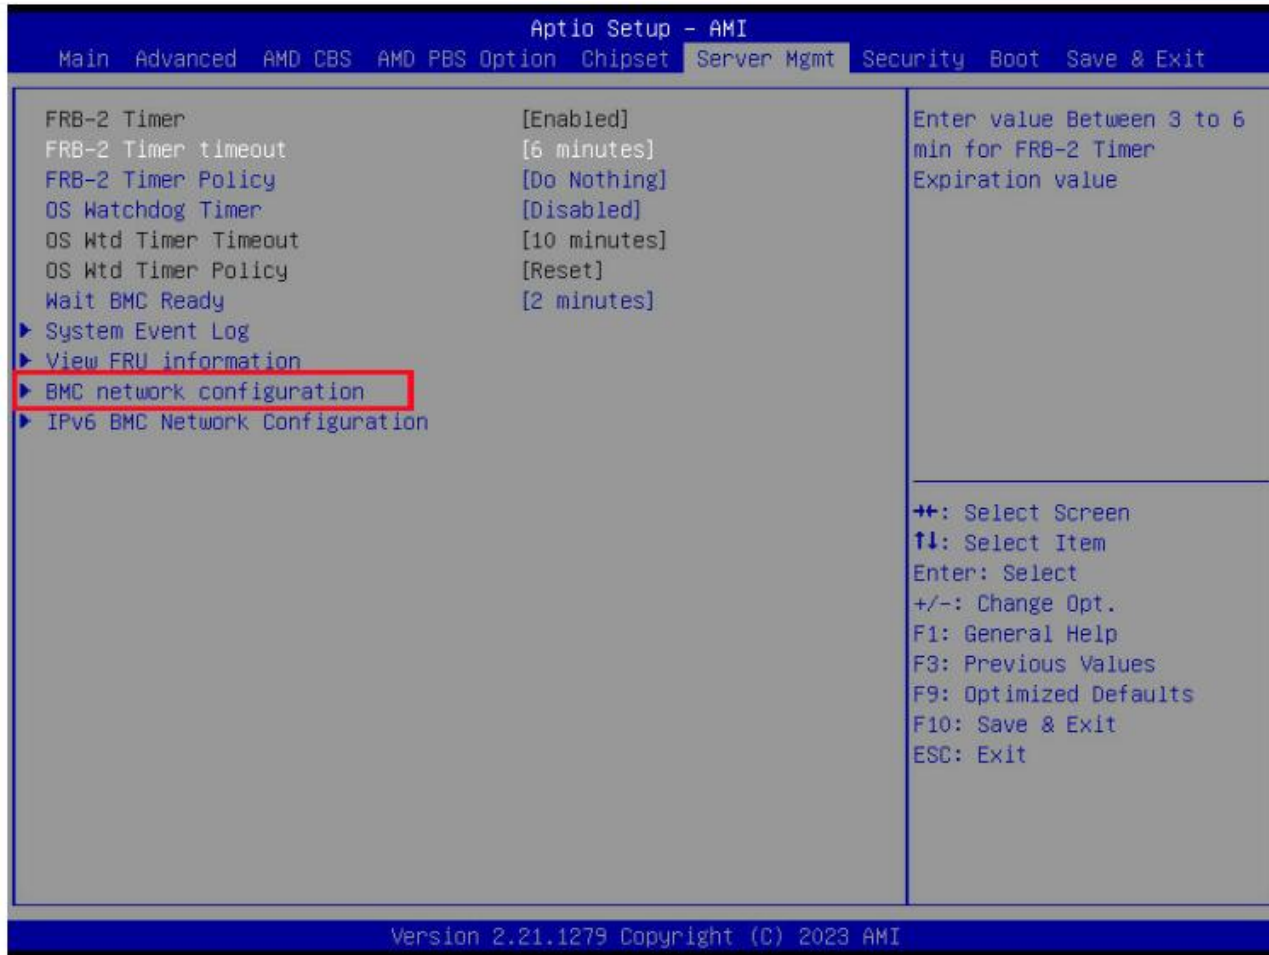 Aptio Setup – AMI
Main Advanced AMD CBS AMD PBS Option Chipset Server Mgmt Security Boot Save & Exit
FRB-2 Timer [Enabled]
FRB-2 Timer timeout [6 minutes]
FRB-2 Timer Policy [Do Nothing]
OS Watchdog Timer [Disabled]
OS Wtd Timer Timeout [10 minutes]
OS Wtd Timer Policy [Reset]
Wait BMC Ready [2 minutes]
System Event Log
View FRU information
BMC network configuration
IPv6 BMC Network Configuration
Enter value Between 3 to 6
min for FRB-2 Timer
Expiration value
→←: Select Screen
↑↓: Select Item
Enter: Select
+/-: Change Opt.
F1: General Help
F3: Previous Values
F9: Optimized Defaults
F10: Save & Exit
ESC: Exit
Version 2.21.1279 Copyright (C) 2023 AMI